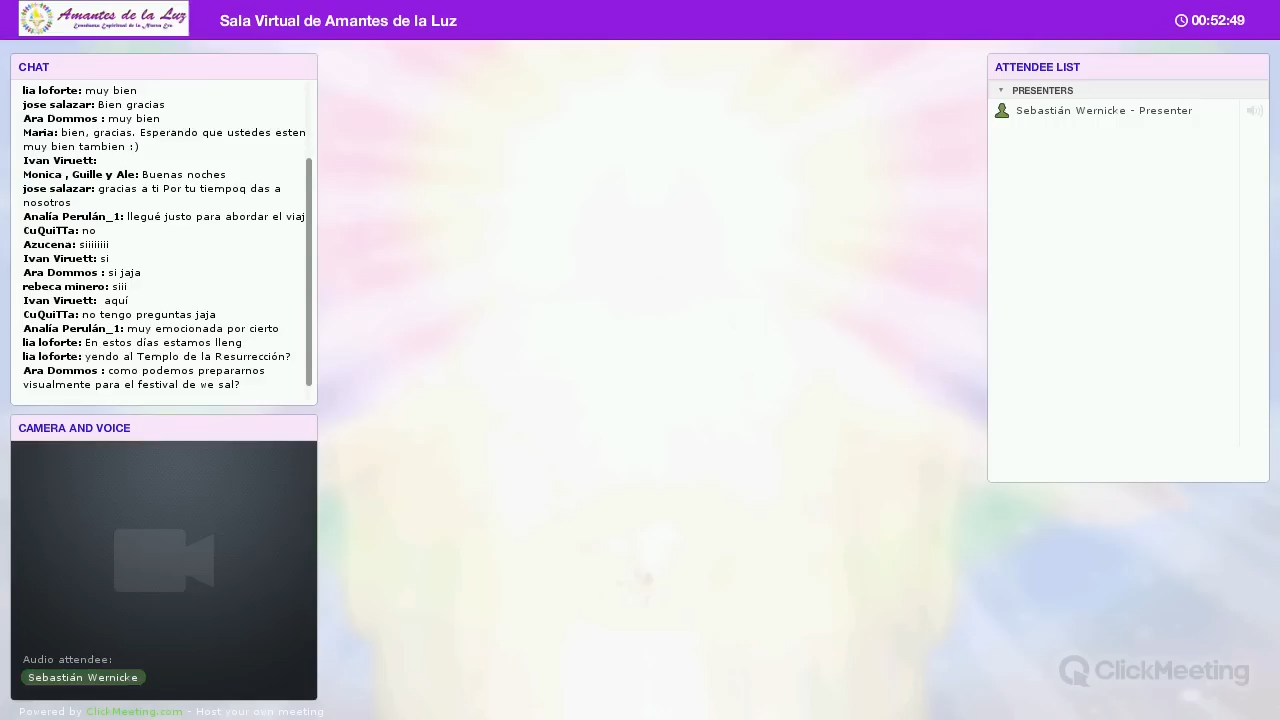 Amantes de la Luz
Enseñanza Espiritual de la Nueva Era
Sala Virtual de Amantes de la Luz
00:52:49
CHAT
lia loforte: muy bien
jose salazar: Bien gracias
Ara Dommos : muy bien
Maria: bien, gracias. Esperando que ustedes esten
muy bien tambien :)
Ivan Viruett:
Monica , Guille y Ale: Buenas noches
jose salazar: gracias a ti Por tu tiempoq das a
nosotros
Analía Perulán_1: llegué justo para abordar el viaj
CuQuiTTa: no
Azucena: siiiiiiii
Ivan Viruett: si
Ara Dommos : si jaja
rebeca minero: siii
Ivan Viruett: aquí
CuQuiTTa: no tengo preguntas jaja
Analía Perulán_1: muy emocionada por cierto
lia loforte: En estos días estamos lleng
lia loforte: yendo al Templo de la Resurrección?
Ara Dommos : como podemos prepararnos
visualmente para el festival de we sal?
CAMERA AND VOICE
Audio attendee:
Sebastián Wernicke
Powered by ClickMeeting.com - Host your own meeting
ATTENDEE LIST
PRESENTERS
Sebastián Wernicke - Presenter
ClickMeeting